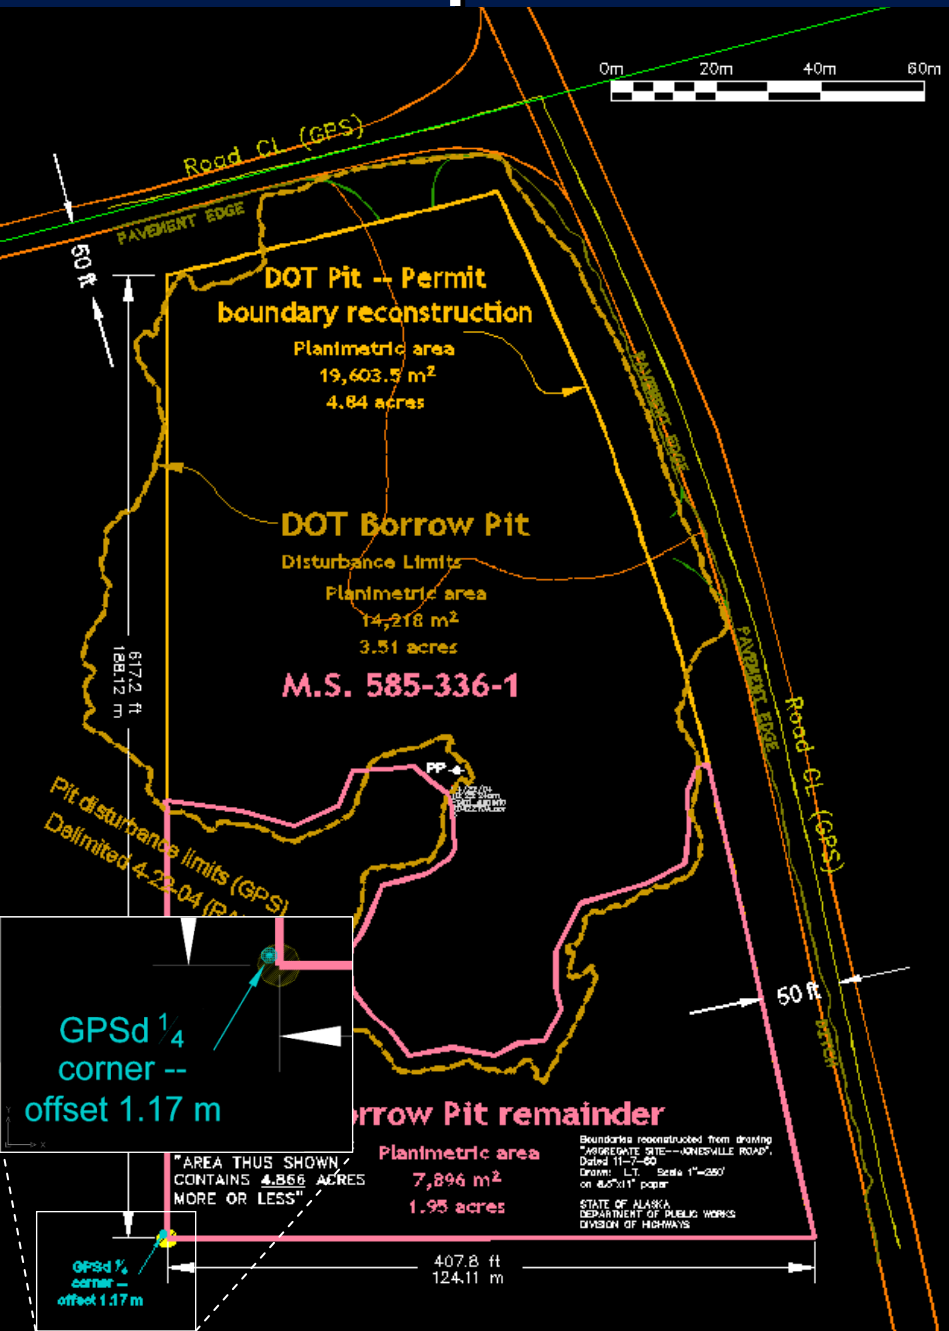 0m 20m 40m 60m
Road CL (GPS)
PAVEMENT EDGE
50 ft
DOT Pit -- Permit
boundary reconstruction
Planimetric area
19,603.5 m²
4.84 acres
PAVEMENT EDGE
DOT Borrow Pit
Disturbance Limits
Planimetric area
14,218 m²
3.51 acres
617.2 ft
188.12 m
M.S. 585-336-1
PAVEMENT EDGE
Road CL (GPS)
PP
Pit disturbance limits (GPS)
Delimited 4-22-04
50 ft
DITCH
GPSd ¼
corner --
offset 1.17 m
Y
X
rrow Pit remainder
Planimetric area
7,896 m²
1.95 acres
"AREA THUS SHOWN
CONTAINS 4.866 ACRES
MORE OR LESS"
Boundaries reconstructed from drawing
"AGGREGATE SITE--JONESVILLE ROAD".
Dated 11-7-60
Drawn: L.T. Scale 1"=250'
on 8.5"x11" paper
STATE OF ALASKA
DEPARTMENT OF PUBLIC WORKS
DIVISION OF HIGHWAYS
GPSd ¼
corner --
offset 1.17 m
407.8 ft
124.11 m